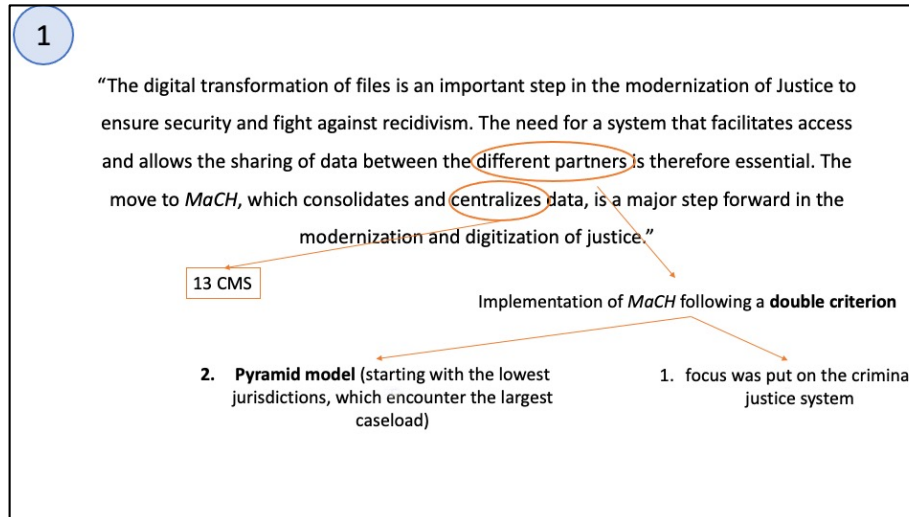 1
“The digital transformation of files is an important step in the modernization of Justice to
ensure security and fight against recidivism. The need for a system that facilitates access
and allows the sharing of data between the different partners is therefore essential. The
move to MaCH, which consolidates and centralizes data, is a major step forward in the
modernization and digitization of justice.”
13 CMS
Implementation of MaCH following a double criterion
2. Pyramid model (starting with the lowest
jurisdictions, which encounter the largest
caseload)
1. focus was put on the crimina
justice system